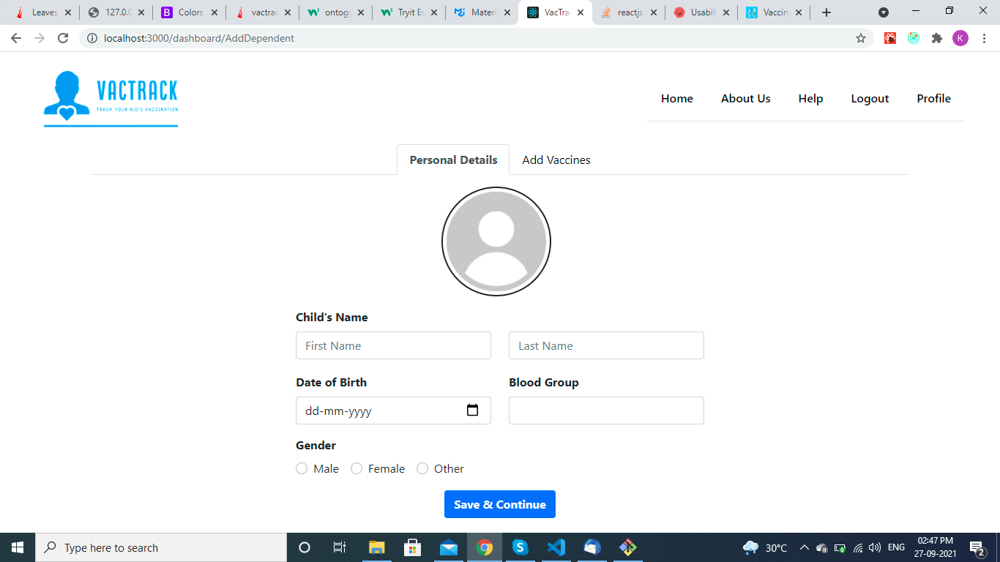 Leaves
127.0.0
Colors
vactrac
ontogg
Tryit Ed
Materi
VacTra
reactjs
Usabili
Vaccin
localhost:3000/dashboard/AddDependent
K
VACTRACK
TRACK YOUR KID'S VACCINATION
Home About Us Help Logout Profile
Personal Details Add Vaccines
Child's Name
First Name Last Name
Date of Birth Blood Group
dd-mm-yyyy
Gender
Male Female Other
Save & Continue
Type here to search
30°C
ENG
02:47 PM
27-09-2021
2